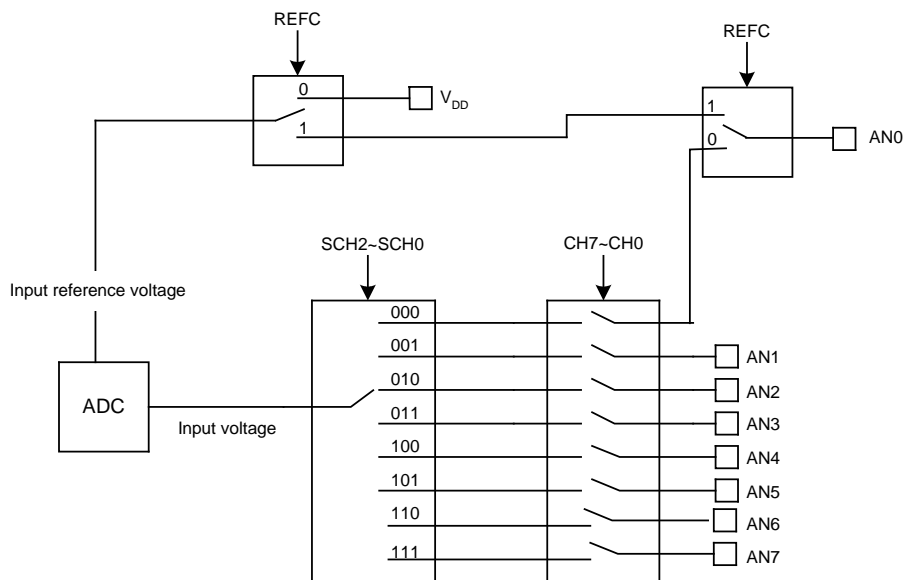 REFC
REFC
0
V_DD
1
1
0
AN0
SCH2~SCH0
CH7~CH0
Input reference voltage
000
001
AN1
010
AN2
ADC
Input voltage
011
AN3
100
AN4
101
AN5
110
AN6
111
AN7